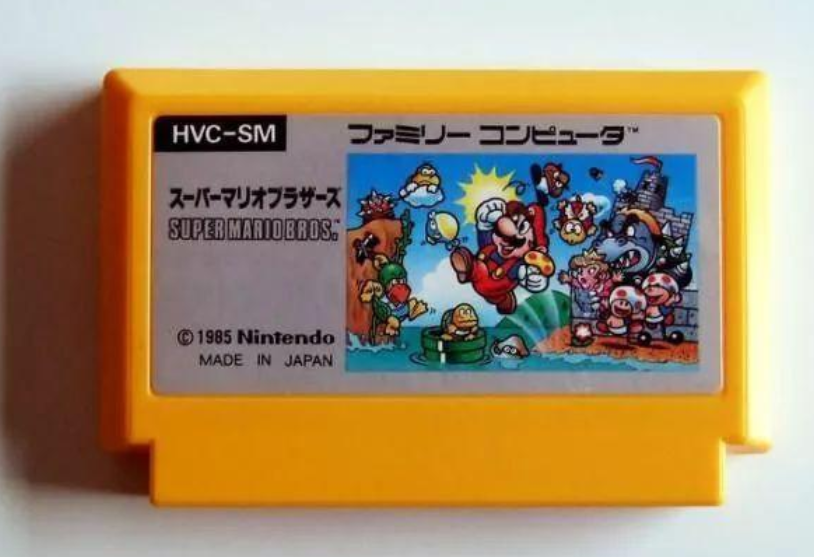 HVC-SM
ファミリー コンピュータ™
スーパーマリオブラザーズ
SUPER MARIO BROS.™
© 1985 Nintendo
MADE IN JAPAN